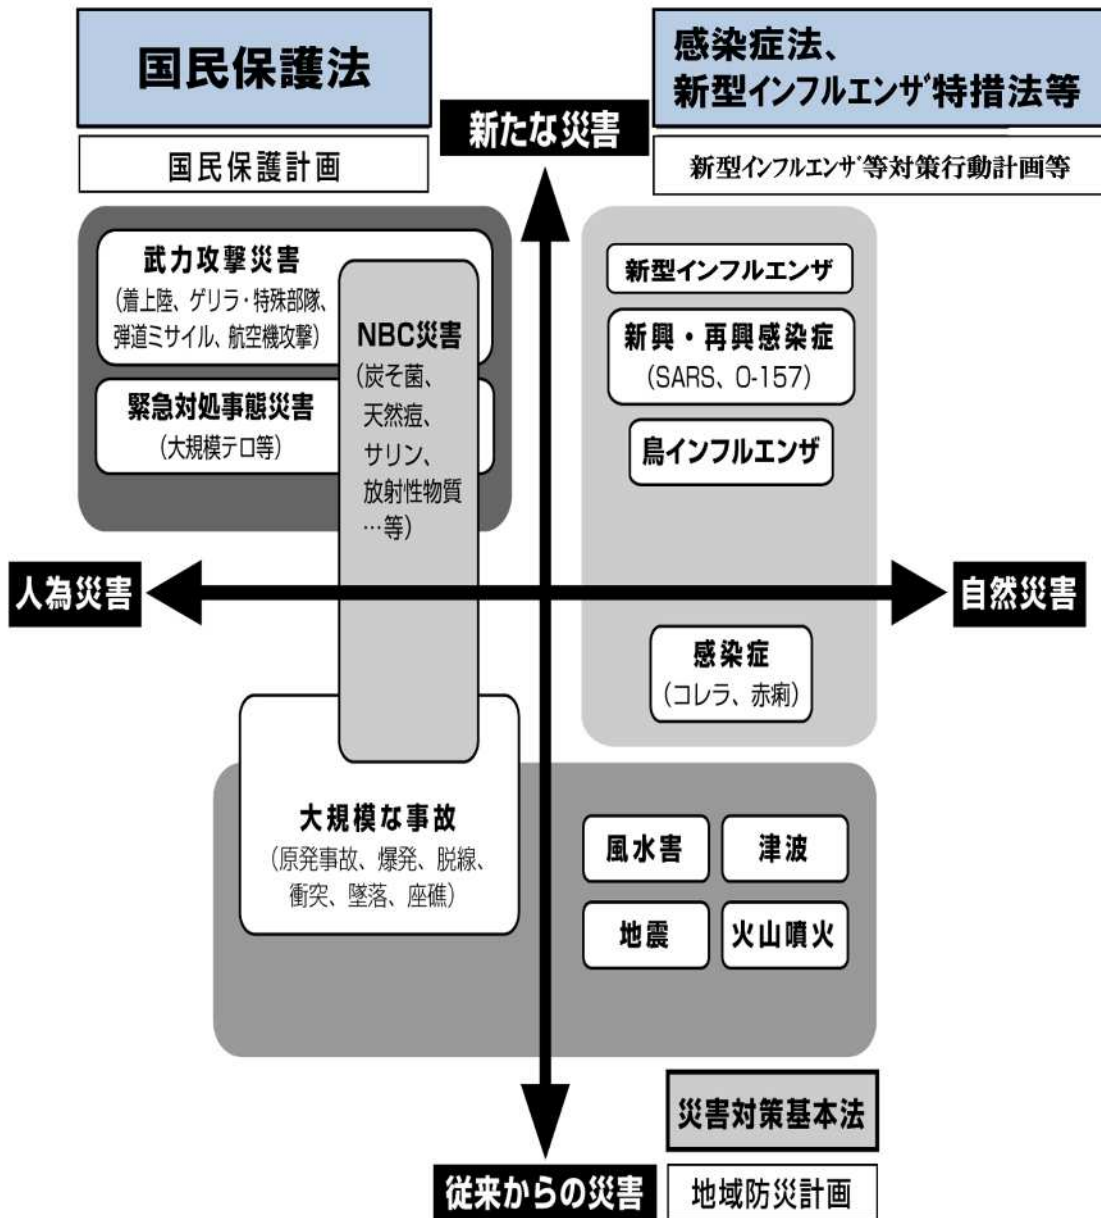 国民保護法
国民保護計画
感染症法、
新型インフルエンザ特措法等
新型インフルエンザ等対策行動計画等
新たな災害
武力攻撃災害
(着上陸、ゲリラ・特殊部隊、
弾道ミサイル、航空機攻撃)
緊急対処事態災害
(大規模テロ等)
NBC災害
(炭そ菌、
天然痘、
サリン、
放射性物質
…等)
新型インフルエンザ
新興・再興感染症
(SARS、O-157)
鳥インフルエンザ
人為災害
自然災害
感染症
(コレラ、赤痢)
大規模な事故
(原発事故、爆発、脱線、
衝突、墜落、座礁)
風水害
津波
地震
火山噴火
災害対策基本法
地域防災計画
従来からの災害